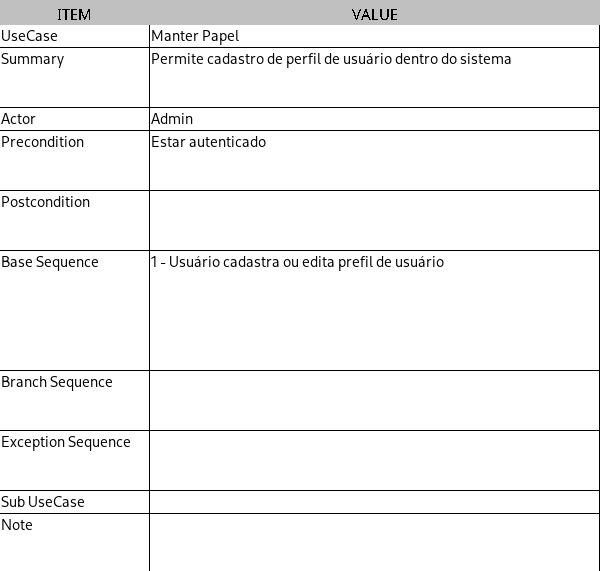 ITEM VALUE
UseCase Manter Papel
Summary Permite cadastro de perfil de usuário dentro do sistema
Actor Admin
Precondition Estar autenticado
Postcondition
Base Sequence 1 - Usuário cadastra ou edita prefil de usuário
Branch Sequence
Exception Sequence
Sub UseCase
Note